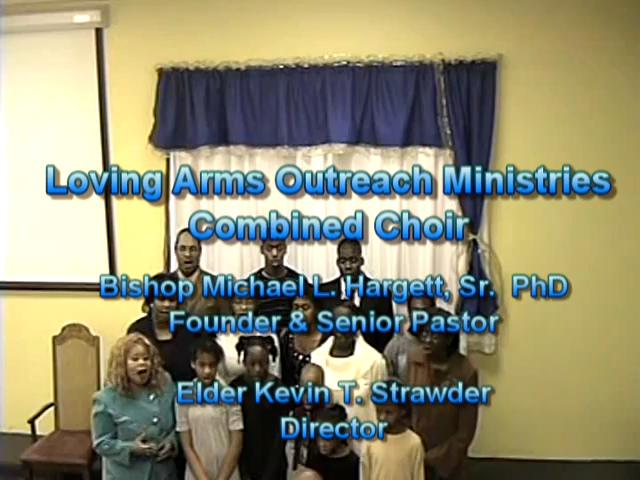 Loving Arms Outreach Ministries
Combined Choir
Bishop Michael L. Hargett, Sr. PhD
Founder & Senior Pastor
Elder Kevin T. Strawder
Director